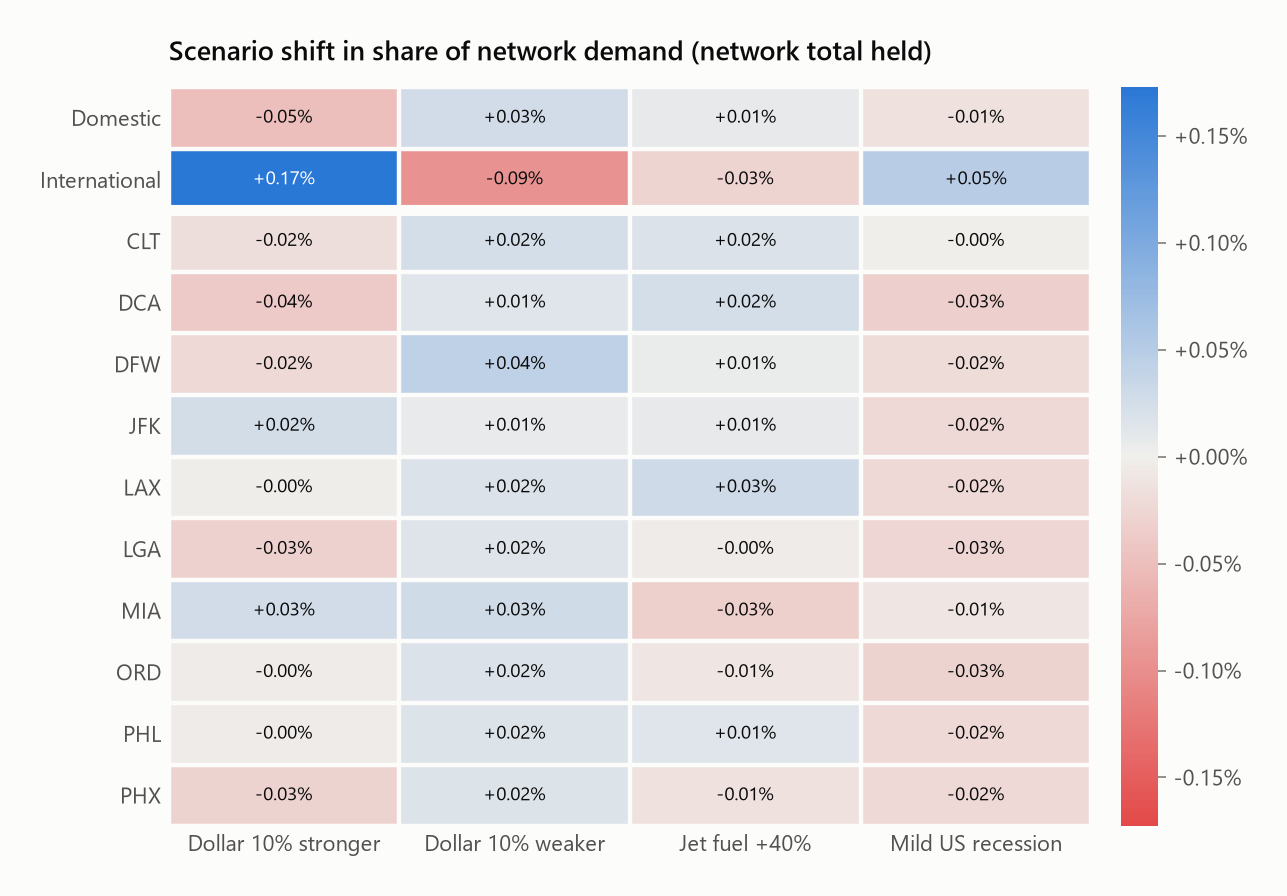 Scenario shift in share of network demand (network total held)
Domestic -0.05% +0.03% +0.01% -0.01%
International +0.17% -0.09% -0.03% +0.05%
CLT -0.02% +0.02% +0.02% -0.00%
DCA -0.04% +0.01% +0.02% -0.03%
DFW -0.02% +0.04% +0.01% -0.02%
JFK +0.02% +0.01% +0.01% -0.02%
LAX -0.00% +0.02% +0.03% -0.02%
LGA -0.03% +0.02% -0.00% -0.03%
MIA +0.03% +0.03% -0.03% -0.01%
ORD -0.00% +0.02% -0.01% -0.03%
PHL -0.00% +0.02% +0.01% -0.02%
PHX -0.03% +0.02% -0.01% -0.02%
Dollar 10% stronger Dollar 10% weaker Jet fuel +40% Mild US recession
+0.15%
+0.10%
+0.05%
+0.00%
-0.05%
-0.10%
-0.15%